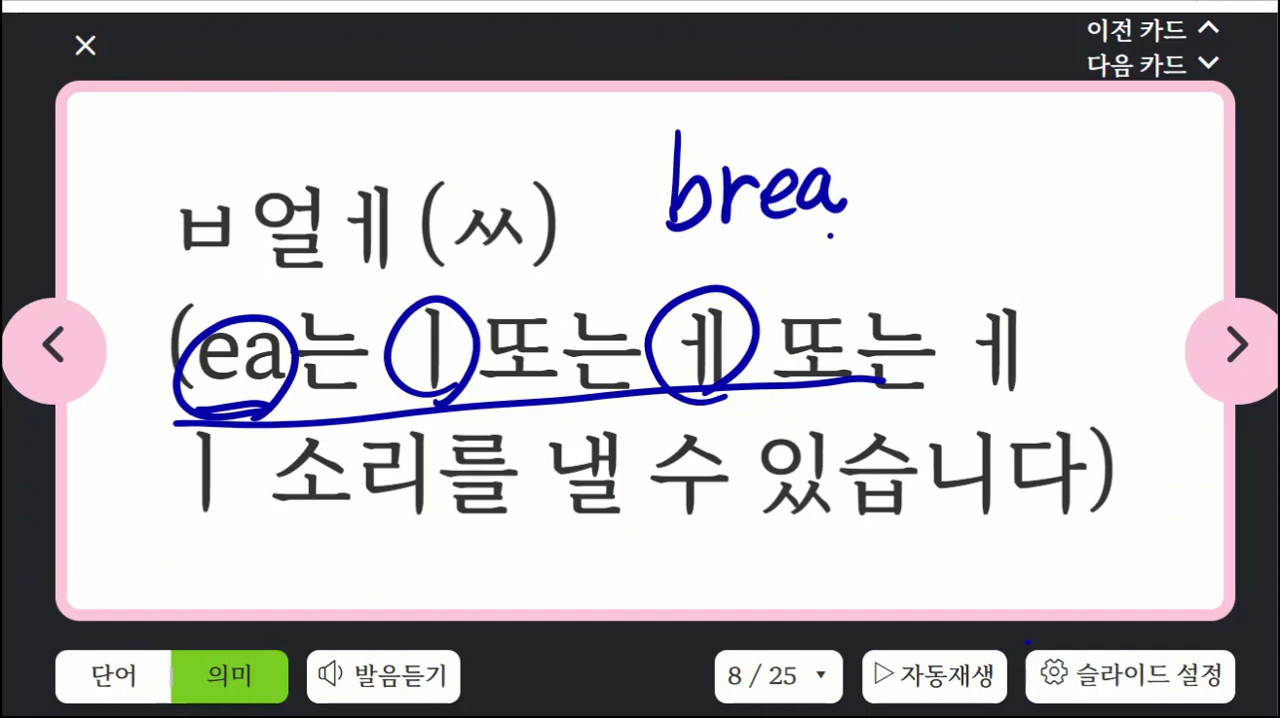 이전 카드
다음 카드
ㅂ얼ㅔ(ㅆ)
brea
(ea는 ㅣ또는ㅔ 또는 ㅔ
ㅣ 소리를 낼 수 있습니다)
단어 의미 발음듣기 8 / 25 자동재생 슬라이드 설정